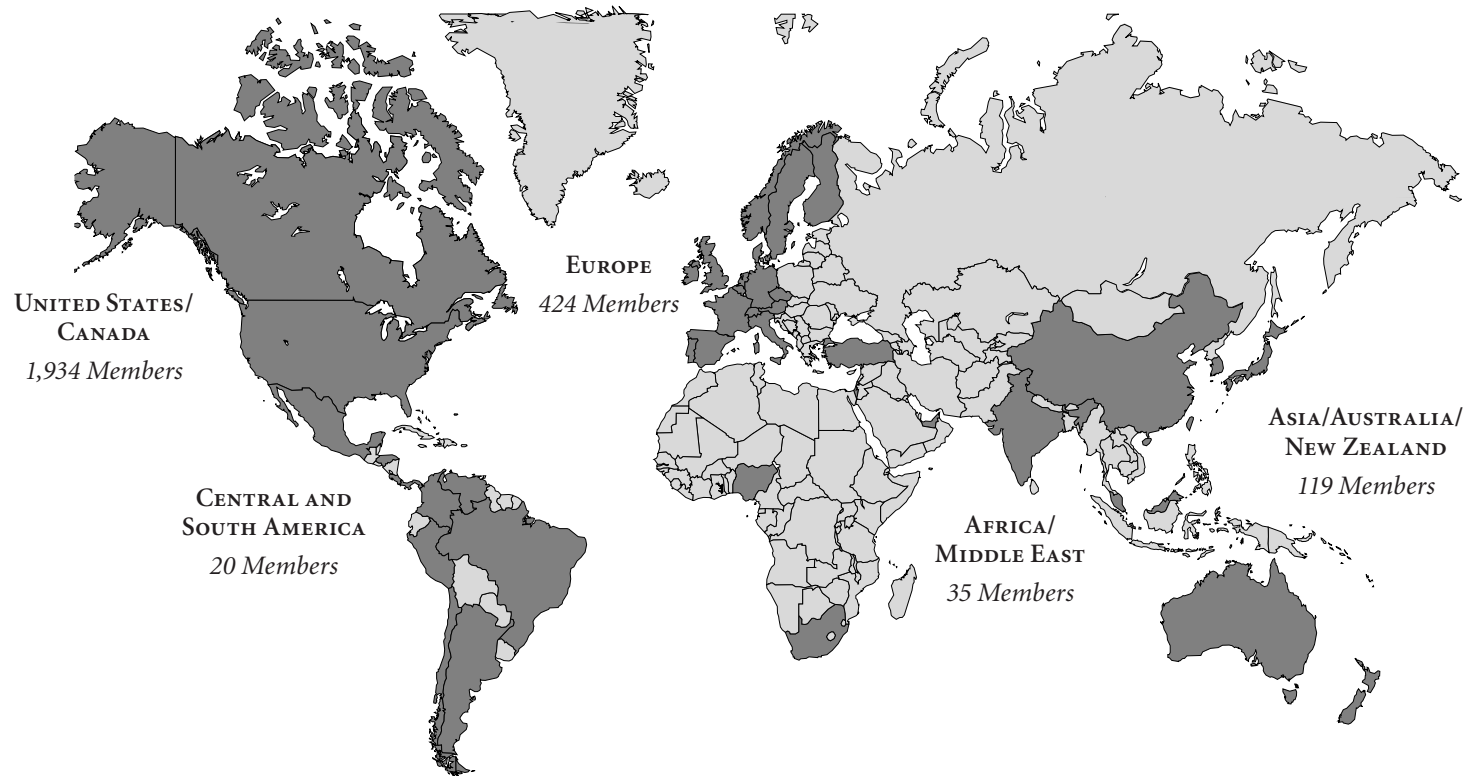 Europe
424 Members
United States/
Canada
1,934 Members
Central and
South America
20 Members
Africa/
Middle East
35 Members
Asia/Australia/
New Zealand
119 Members